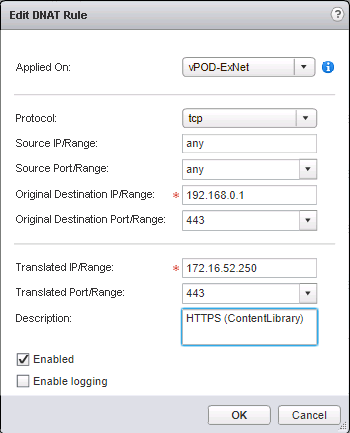 Edit DNAT Rule ?
Applied On: vPOD-ExNet
Protocol: tcp
Source IP/Range: any
Source Port/Range: any
Original Destination IP/Range: * 192.168.0.1
Original Destination Port/Range: 443
Translated IP/Range: * 172.16.52.250
Translated Port/Range: 443
Description: HTTPS (ContentLibrary)
Enabled
Enable logging
OK Cancel